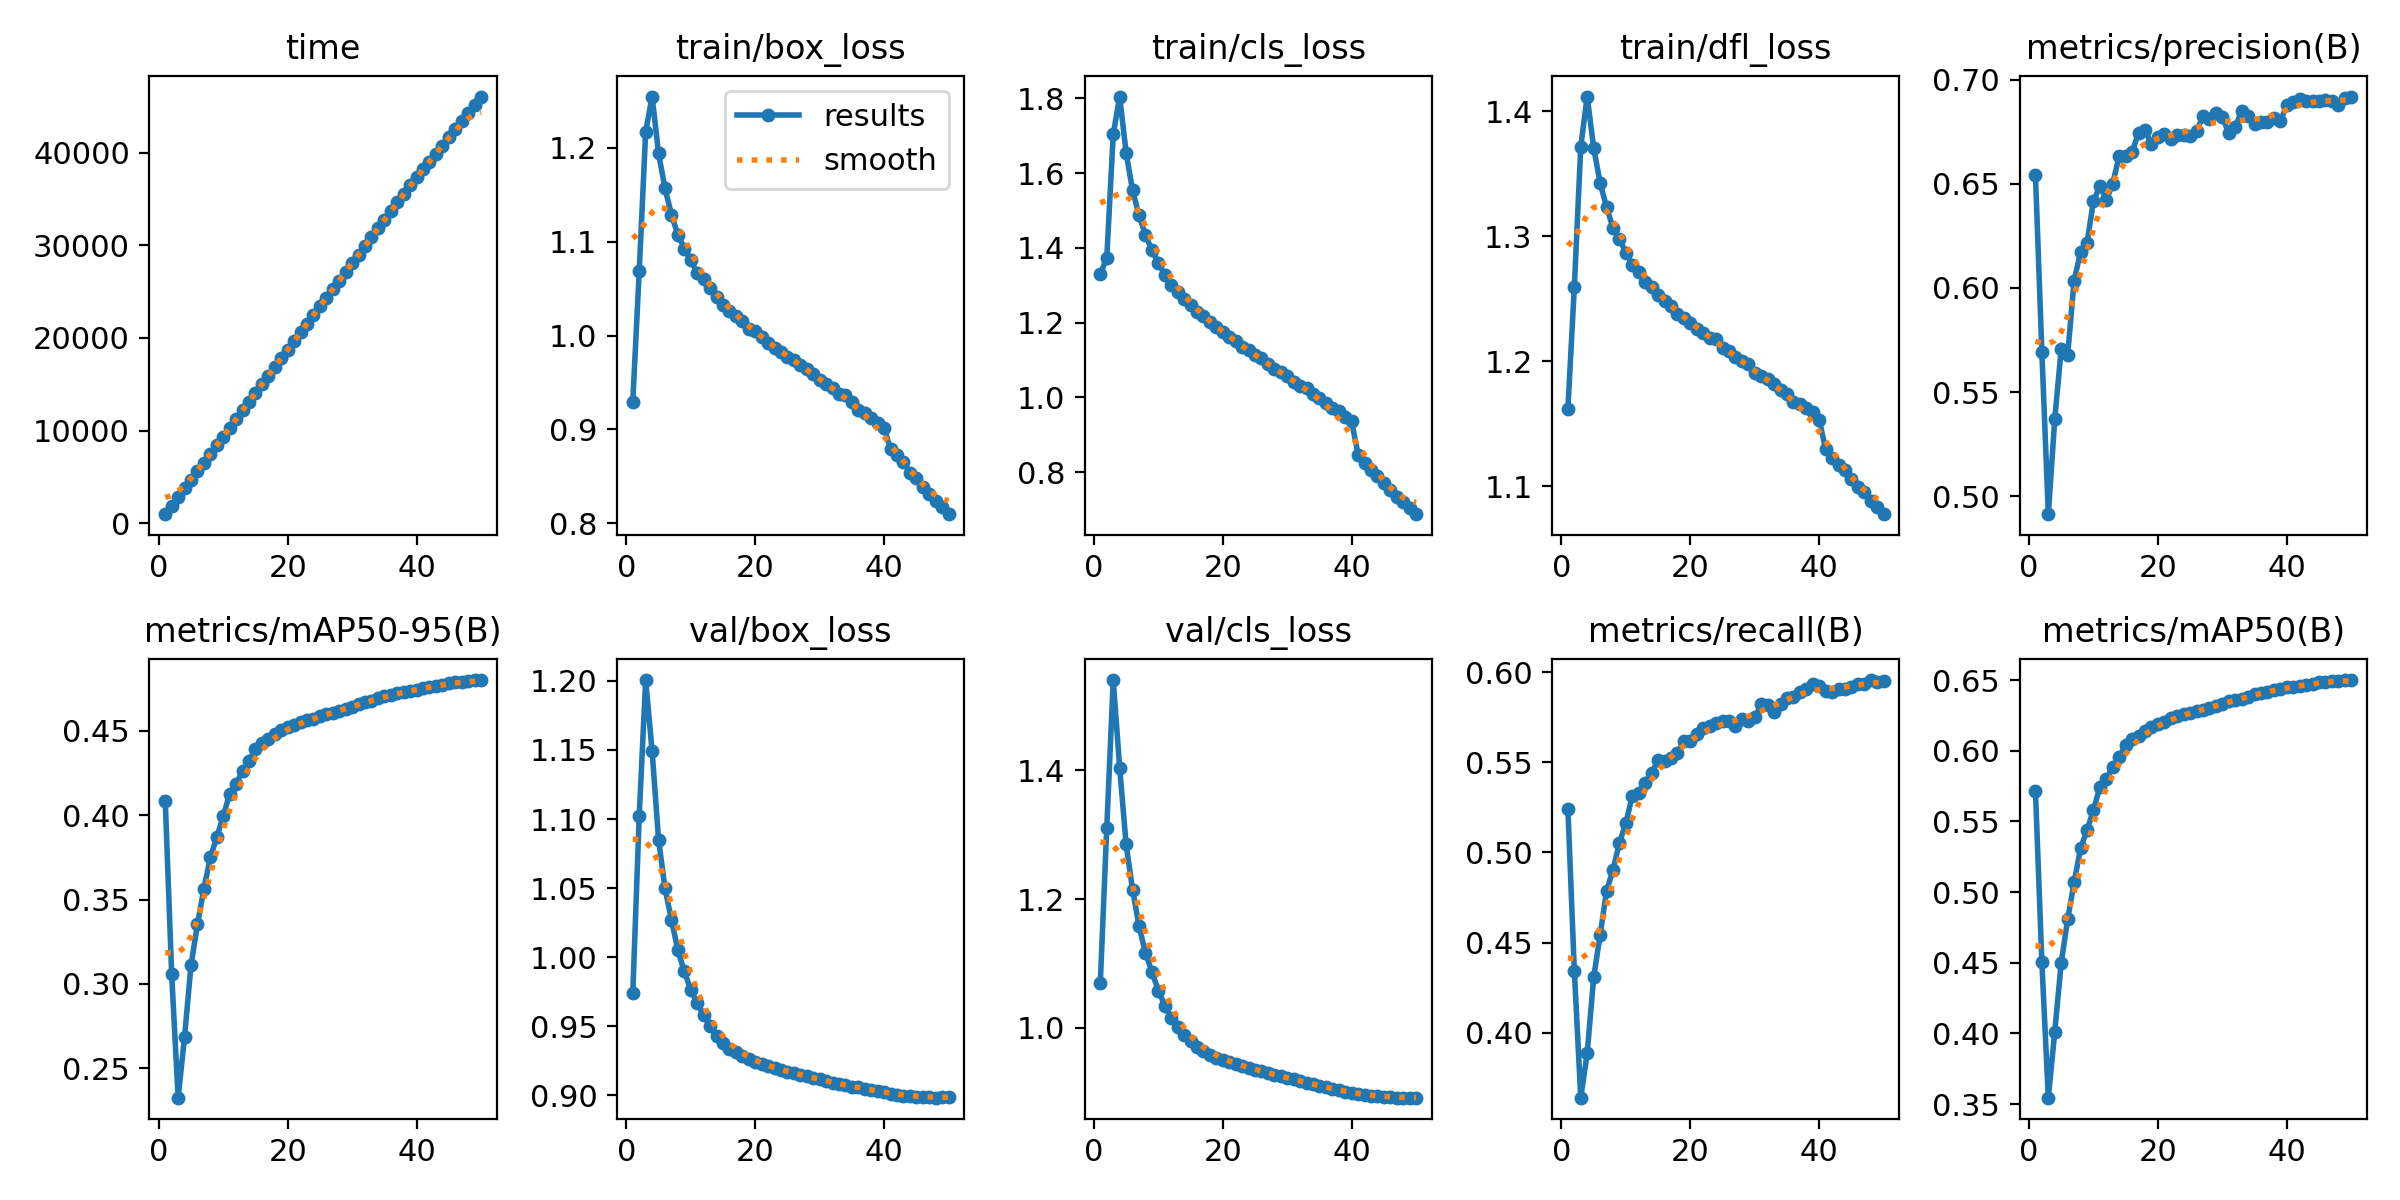 time
train/box_loss
train/cls_loss
train/dfl_loss
metrics/precision(B)
results
smooth
40000
30000
20000
10000
0
0 20 40
1.2
1.1
1.0
0.9
0.8
0 20 40
1.8
1.6
1.4
1.2
1.0
0.8
0 20 40
1.4
1.3
1.2
1.1
0 20 40
0.70
0.65
0.60
0.55
0.50
0 20 40
metrics/mAP50-95(B)
val/box_loss
val/cls_loss
metrics/recall(B)
metrics/mAP50(B)
0.45
0.40
0.35
0.30
0.25
0 20 40
1.20
1.15
1.10
1.05
1.00
0.95
0.90
0 20 40
1.4
1.2
1.0
0 20 40
0.60
0.55
0.50
0.45
0.40
0 20 40
0.65
0.60
0.55
0.50
0.45
0.40
0.35
0 20 40